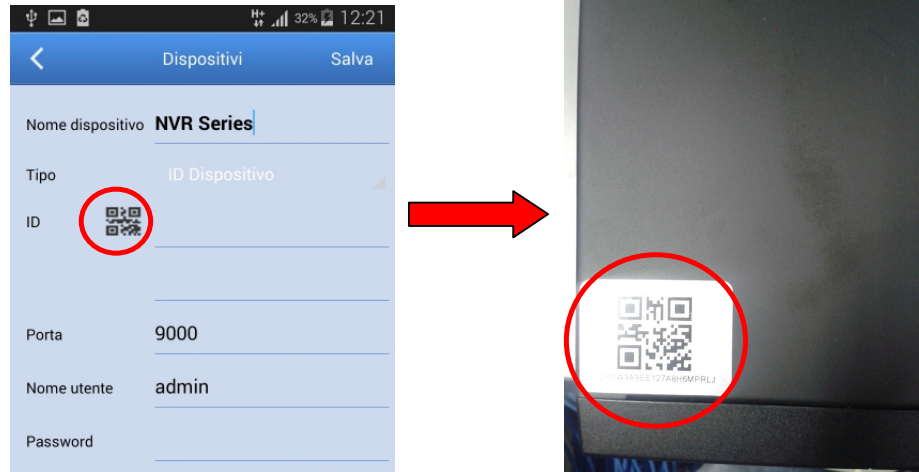 H+ 32% 12:21
Dispositivi Salva
Nome dispositivo NVR Series
Tipo ID Dispositivo
ID
Porta 9000
Nome utente admin
Password